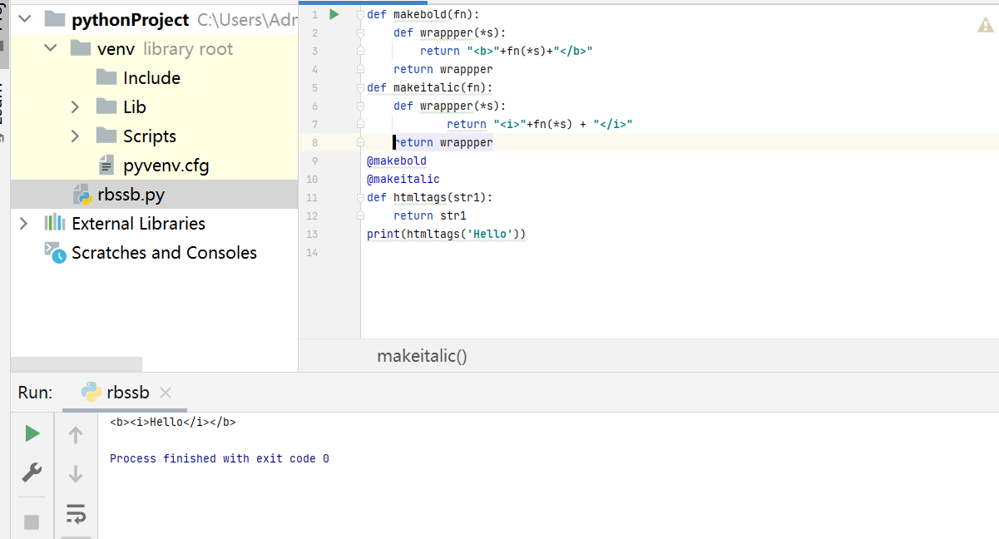 pythonProject C:\Users\Adr
venv library root
Include
Lib
Scripts
pyvenv.cfg
rbssb.py
External Libraries
Scratches and Consoles
1 def makebold(fn):
2 def wrappper(*s):
3 return "<b>"+fn(*s)+"</b>"
4 return wrappper
5 def makeitalic(fn):
6 def wrappper(*s):
7 return "<i>"+fn(*s) + "</i>"
8 return wrappper
9 @makebold
10 @makeitalic
11 def htmltags(str1):
12 return str1
13 print(htmltags('Hello'))
14
makeitalic()
Run: rbssb
<b><i>Hello</i></b>
Process finished with exit code 0